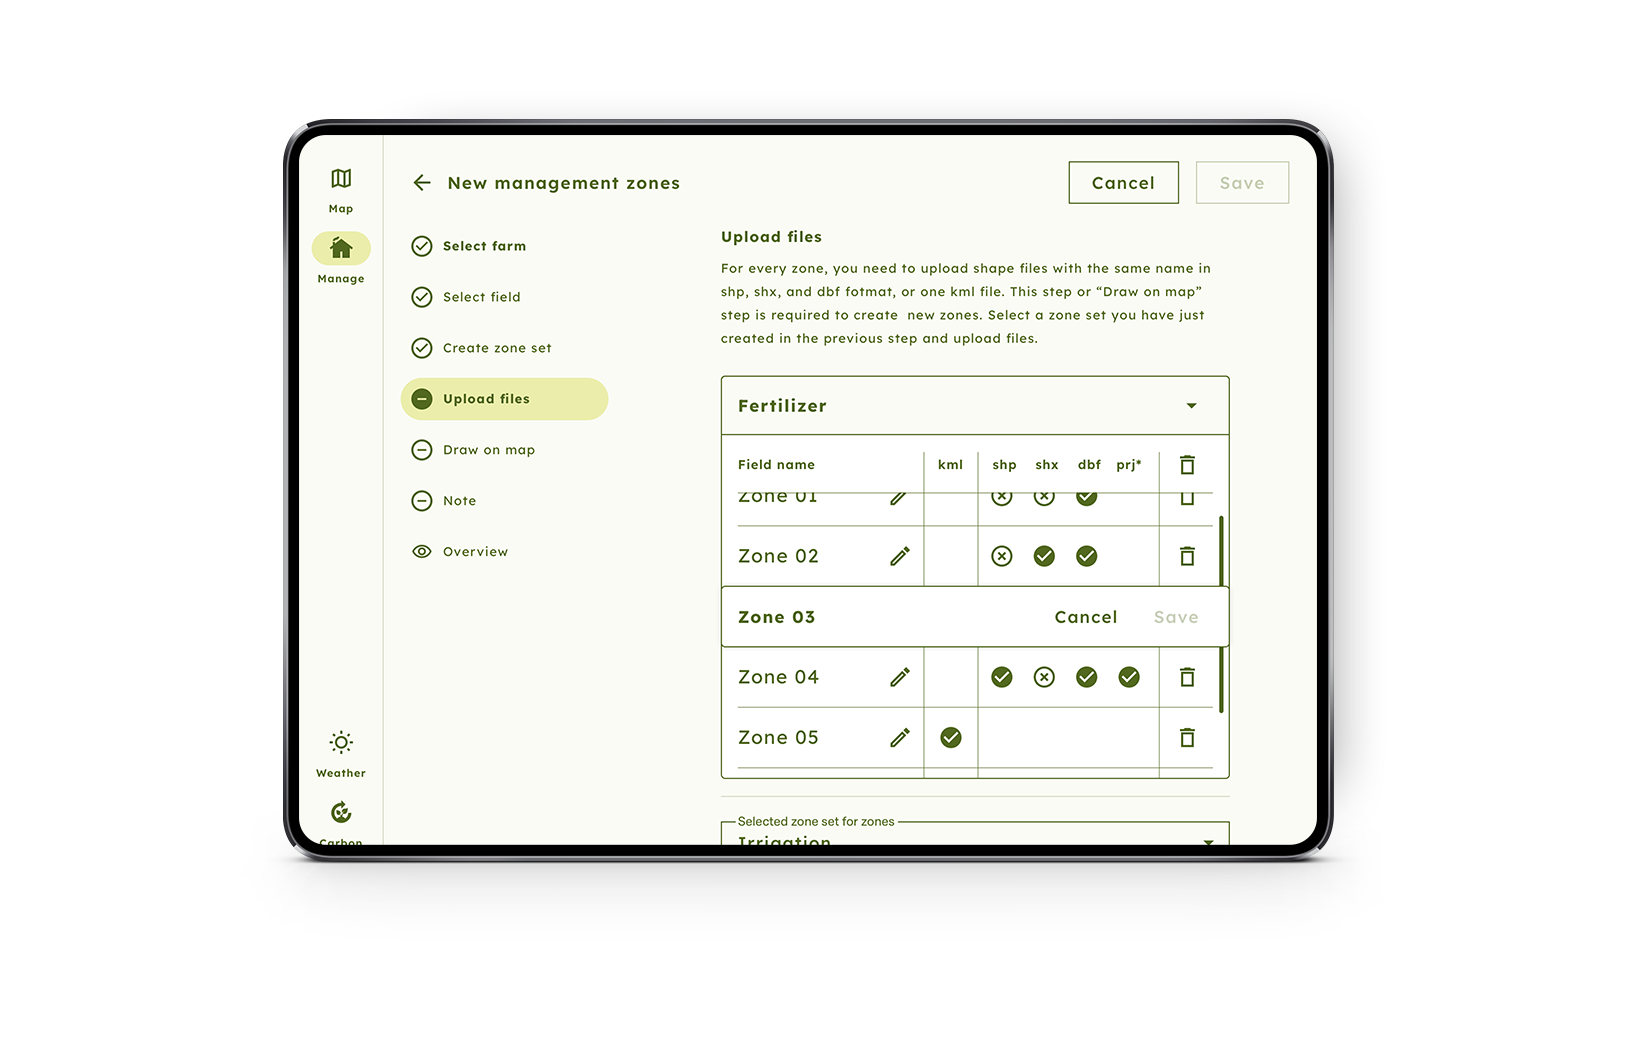 Map
Manage
Weather
Carbon
New management zones
Cancel
Save
Select farm
Select field
Create zone set
Upload files
Draw on map
Note
Overview
Upload files
For every zone, you need to upload shape files with the same name in
shp, shx, and dbf fotmat, or one kml file. This step or “Draw on map”
step is required to create  new zones. Select a zone set you have just
created in the previous step and upload files.
Fertilizer
Field name kml shp shx dbf prj*
Zone 01
Zone 02
Zone 03 Cancel Save
Zone 04
Zone 05
Selected zone set for zones
Irrigation